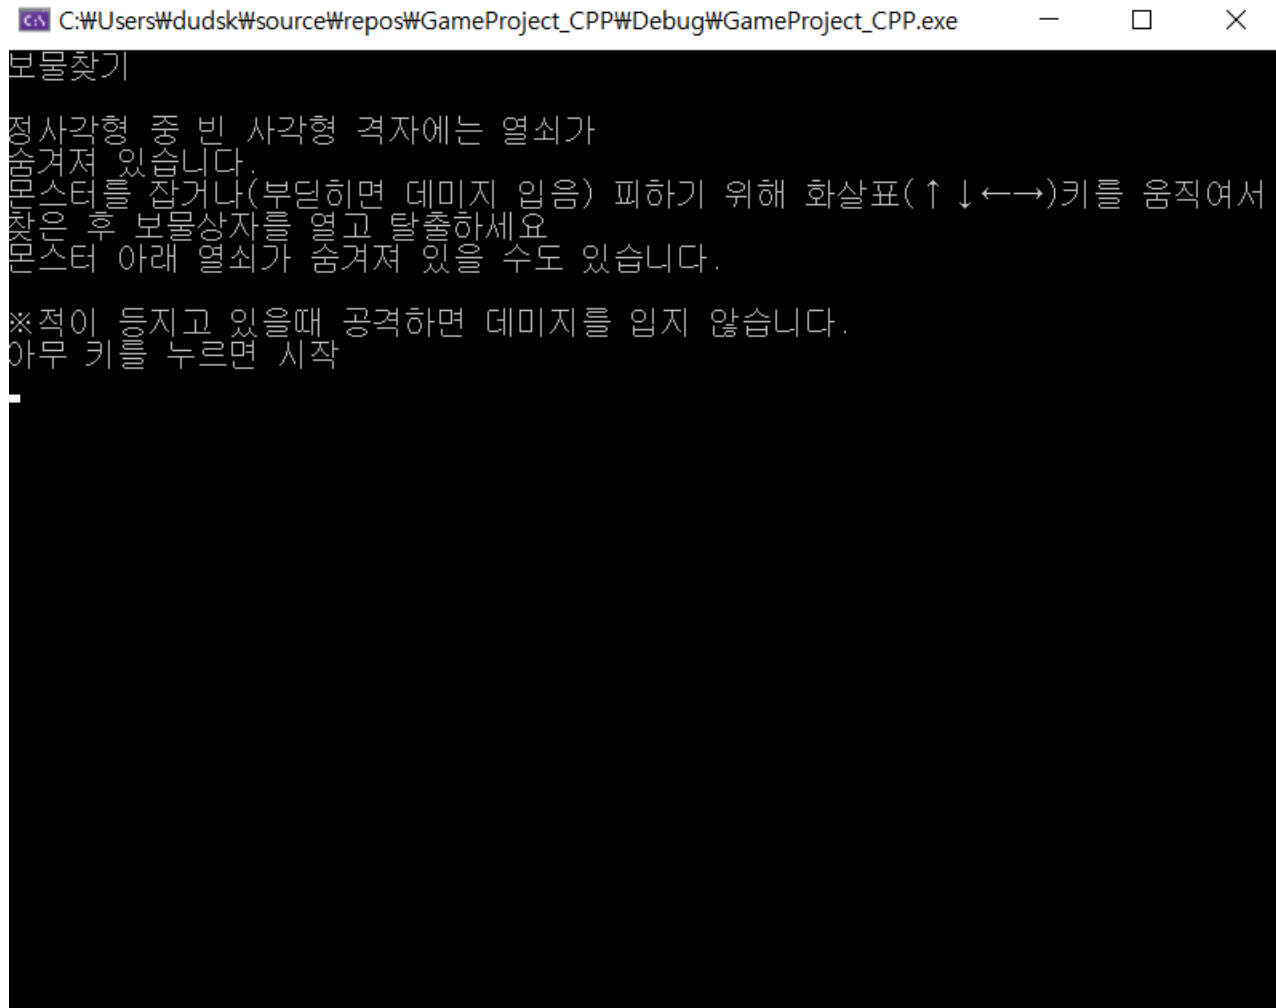 C:₩Users₩dudsk₩source₩repos₩GameProject_CPP₩Debug₩GameProject_CPP.exe
보물찾기
정사각형 중 빈 사각형 격자에는 열쇠가
숨겨져 있습니다.
몬스터를 잡거나(부딛히면 데미지 입음) 피하기 위해 화살표(↑↓←→)키를 움직여서
찾은 후 보물상자를 열고 탈출하세요
몬스터 아래 열쇠가 숨겨져 있을 수도 있습니다.
※적이 등지고 있을때 공격하면 데미지를 입지 않습니다.
아무 키를 누르면 시작